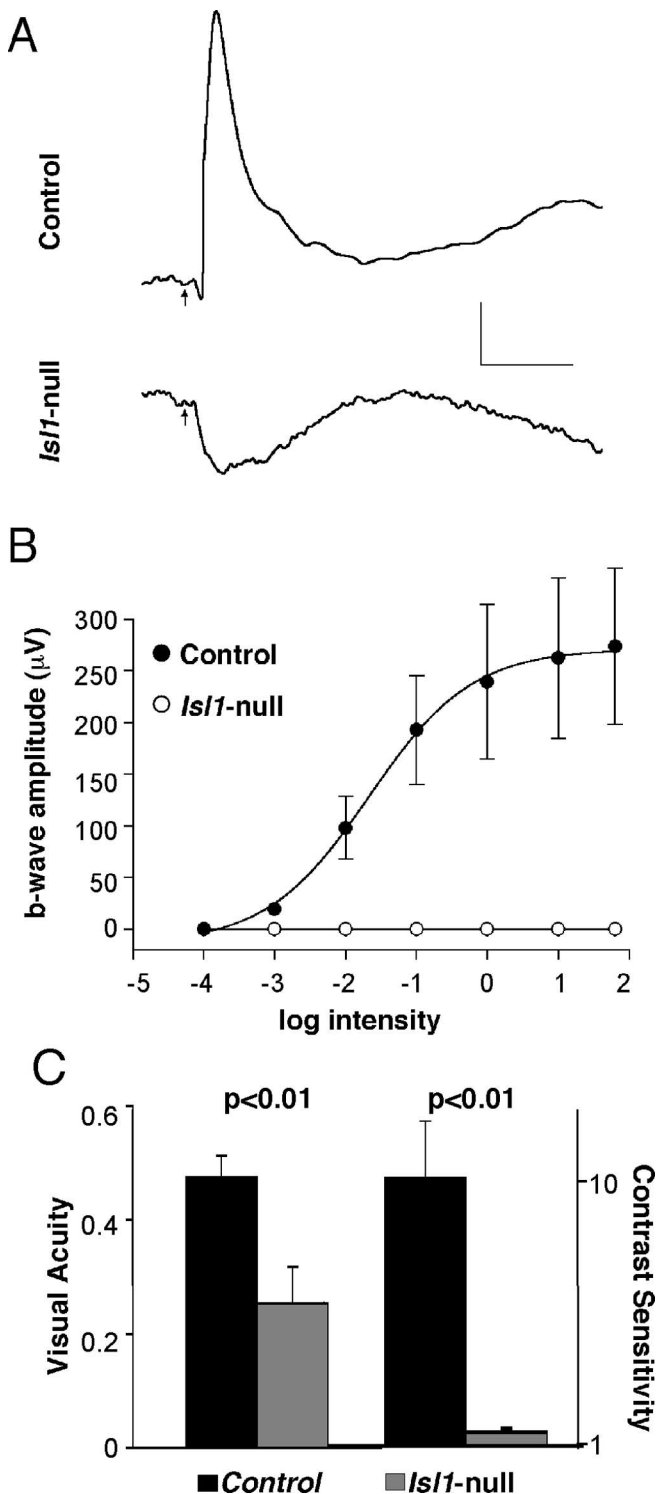 A
Control
Isl1-null
B
b-wave amplitude (μV)
300
250
200
150
100
50
0
Control
Isl1-null
-5 -4 -3 -2 -1 0 1 2
log intensity
C
p<0.01 p<0.01
Visual Acuity
0.6
0.4
0.2
0
10
1
Contrast Sensitivity
Control Isl1-null